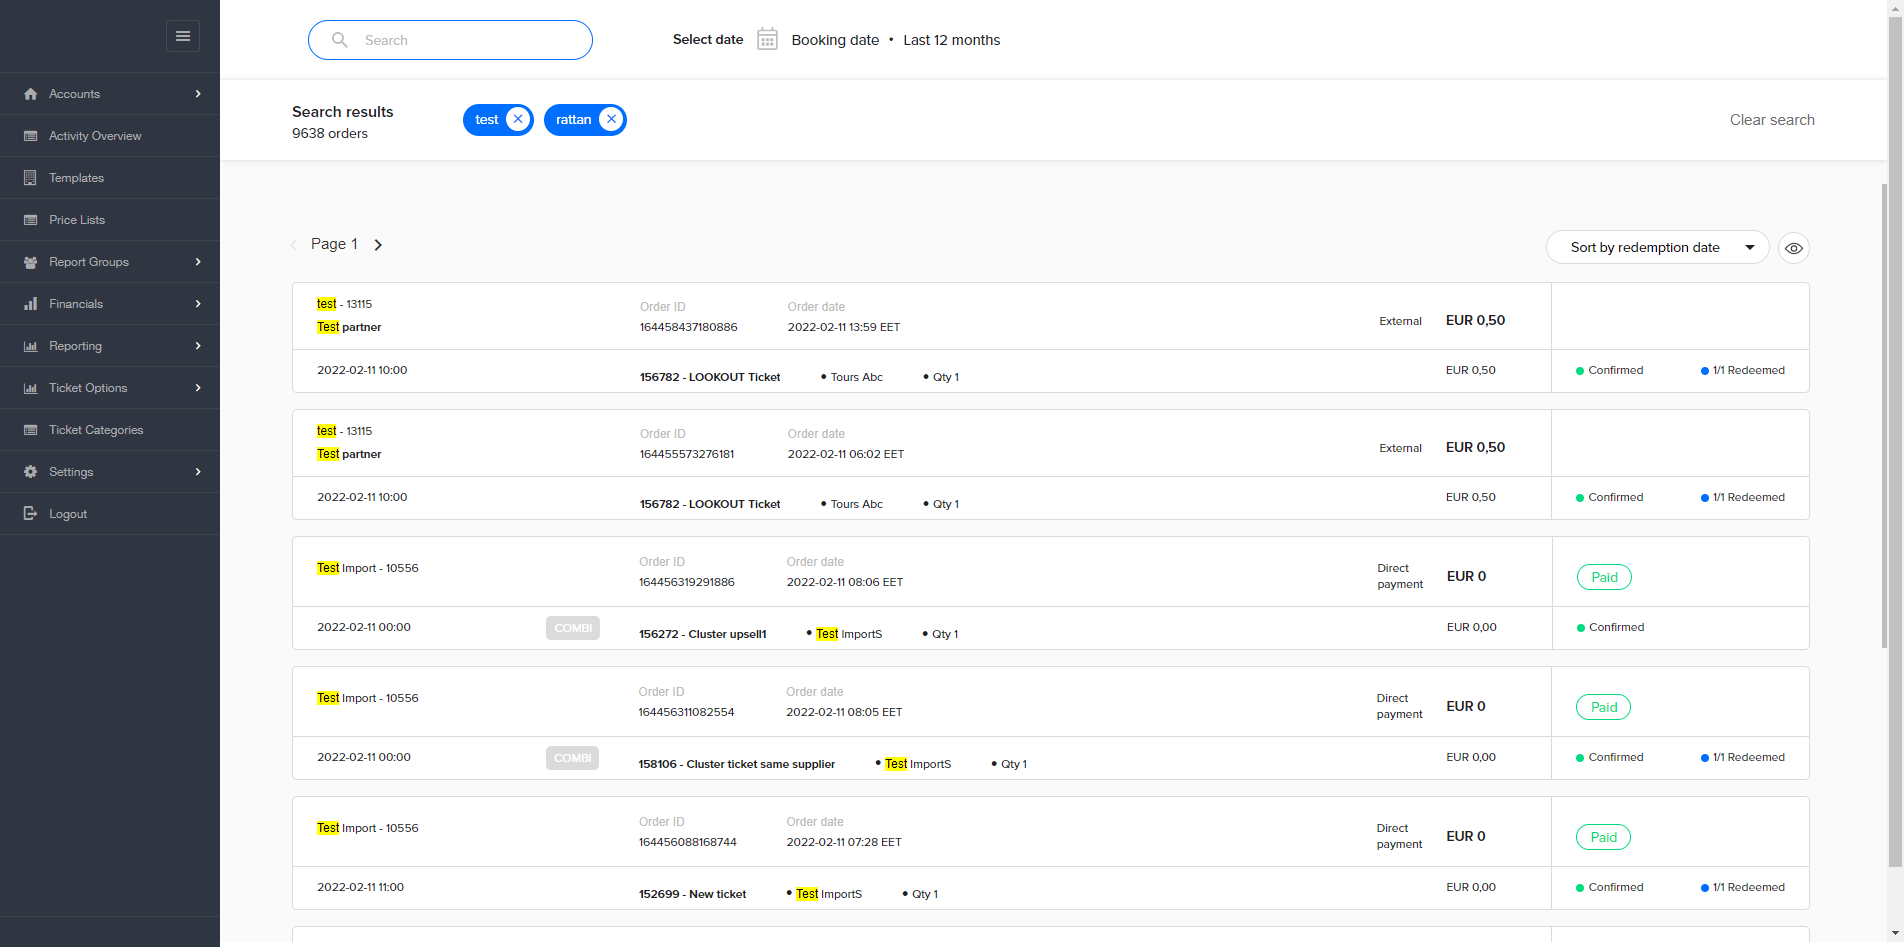 Search
Select date Booking date • Last 12 months
Accounts
Activity Overview
Templates
Price Lists
Report Groups
Financials
Reporting
Ticket Options
Ticket Categories
Settings
Logout
Search results
9638 orders
test
rattan
Clear search
Page 1
Sort by redemption date
test - 13115
Test partner
Order ID
164458437180886
Order date
2022-02-11 13:59 EET
External EUR 0,50
2022-02-11 10:00 156782 - LOOKOUT Ticket • Tours Abc • Qty 1 EUR 0,50 Confirmed 1/1 Redeemed
test - 13115
Test partner
Order ID
164455573276181
Order date
2022-02-11 06:02 EET
External EUR 0,50
2022-02-11 10:00 156782 - LOOKOUT Ticket • Tours Abc • Qty 1 EUR 0,50 Confirmed 1/1 Redeemed
Test Import - 10556
Order ID
164456319291886
Order date
2022-02-11 08:06 EET
Direct
payment
EUR 0
Paid
2022-02-11 00:00 COMBI 156272 - Cluster upsell1 • Test ImportS • Qty 1 EUR 0,00 Confirmed
Test Import - 10556
Order ID
164456311082554
Order date
2022-02-11 08:05 EET
Direct
payment
EUR 0
Paid
2022-02-11 00:00 COMBI 158106 - Cluster ticket same supplier • Test ImportS • Qty 1 EUR 0,00 Confirmed 1/1 Redeemed
Test Import - 10556
Order ID
164456088168744
Order date
2022-02-11 07:28 EET
Direct
payment
EUR 0
Paid
2022-02-11 11:00 152699 - New ticket • Test ImportS • Qty 1 EUR 0,00 Confirmed 1/1 Redeemed